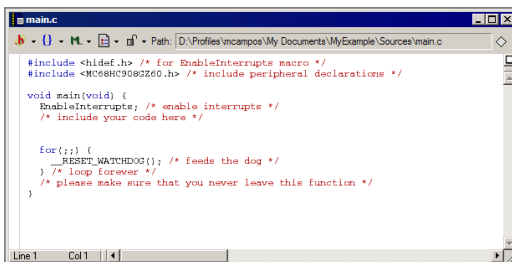 main.c
.h {} M. Path: D:\Profiles\mcampos\My Documents\MyExample\Sources\main.c
#include <hidef.h> /* for EnableInterrupts macro */
#include <MC68HC908GZ60.h> /* include peripheral declarations */
void main(void) {
EnableInterrupts; /* enable interrupts */
/* include your code here */
for(;;) {
__RESET_WATCHDOG(); /* feeds the dog */
} /* loop forever */
/* please make sure that you never leave this function */
}
Line 1 Col 1